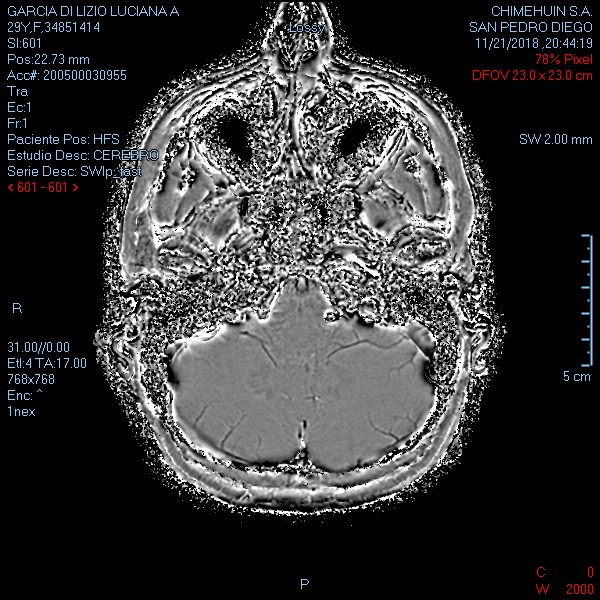 GARCIA DI LIZIO LUCIANA A
29Y,F,34851414
SI:601
Pos:22.73 mm
Acc#: 200500030955
Tra
Ec:1
Fr:1
Paciente Pos: HFS
Estudio Desc: CEREBRO
Serie Desc: SWIp_fast
< 601 - 601 >
Lossy
CHIMEHUIN S.A.
SAN PEDRO DIEGO
11/21/2018 ,20:44:19
78% Pixel
DFOV 23.0 x 23.0 cm
SW 2.00 mm
R
31.00//0.00
Etl:4 TA:17.00
768x768
Enc: ^
1nex
5 cm
P
C 0
W 2000